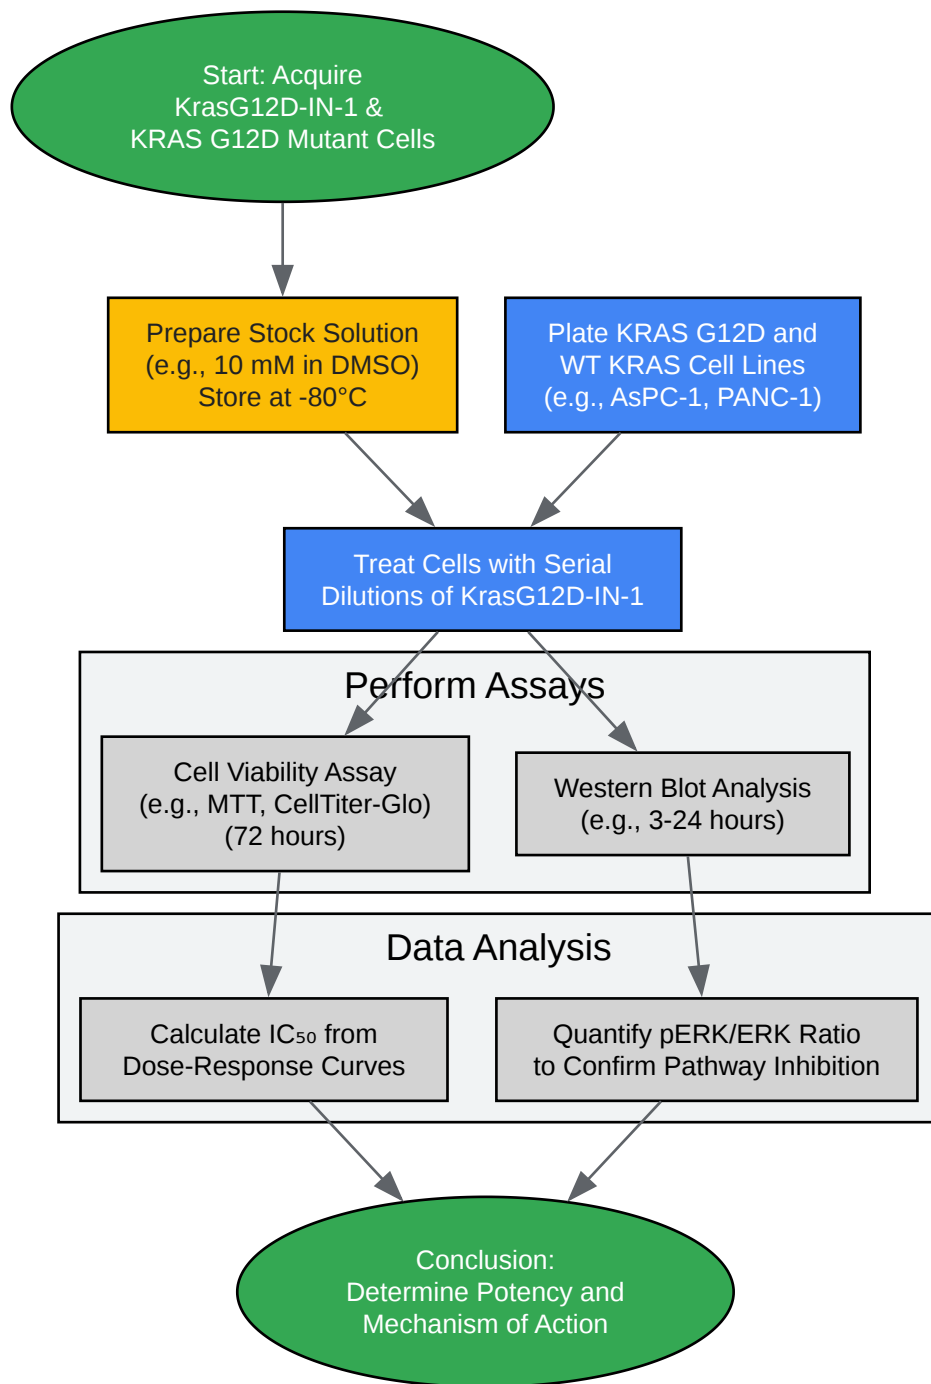 Start: Acquire
KrasG12D-IN-1 &
KRAS G12D Mutant Cells
Prepare Stock Solution
(e.g., 10 mM in DMSO)
Store at -80°C
Plate KRAS G12D and
WT KRAS Cell Lines
(e.g., AsPC-1, PANC-1)
Treat Cells with Serial
Dilutions of KrasG12D-IN-1
Perform Assays
Cell Viability Assay
(e.g., MTT, CellTiter-Glo)
(72 hours)
Western Blot Analysis
(e.g., 3-24 hours)
Data Analysis
Calculate IC₅₀ from
Dose-Response Curves
Quantify pERK/ERK Ratio
to Confirm Pathway Inhibition
Conclusion:
Determine Potency and
Mechanism of Action